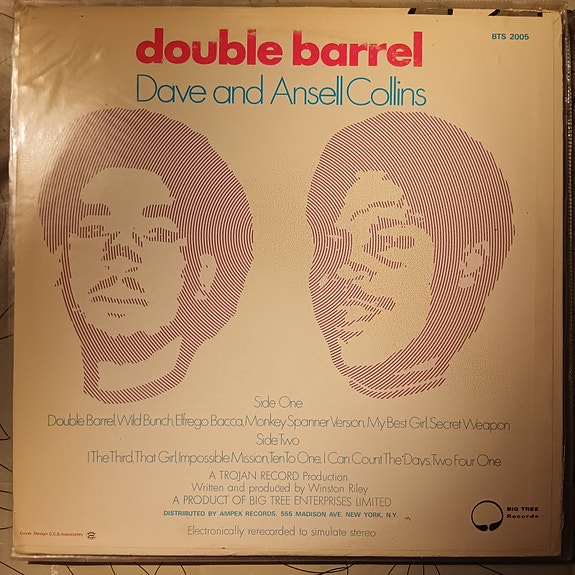 BTS 2005
double barrel
Dave and Ansell Collins
Side One
Double Barrel, Wild Bunch, Elfrego Bacca, Monkey Spanner Version, My Best Girl, Secret Weapon
Side Two
I The Third, That Girl, Impossible Mission, Ten To One, I Can Count The Days, Two Four One
A TROJAN RECORD Production
Written and produced by Winston Riley
A PRODUCT OF BIG TREE ENTERPRISES LIMITED
DISTRIBUTED BY AMPEX RECORDS, 555 MADISON AVE. NEW YORK, N.Y.
Electronically rerecorded to simulate stereo
Cover Design C.C.S. Associates
BIG TREE
Records